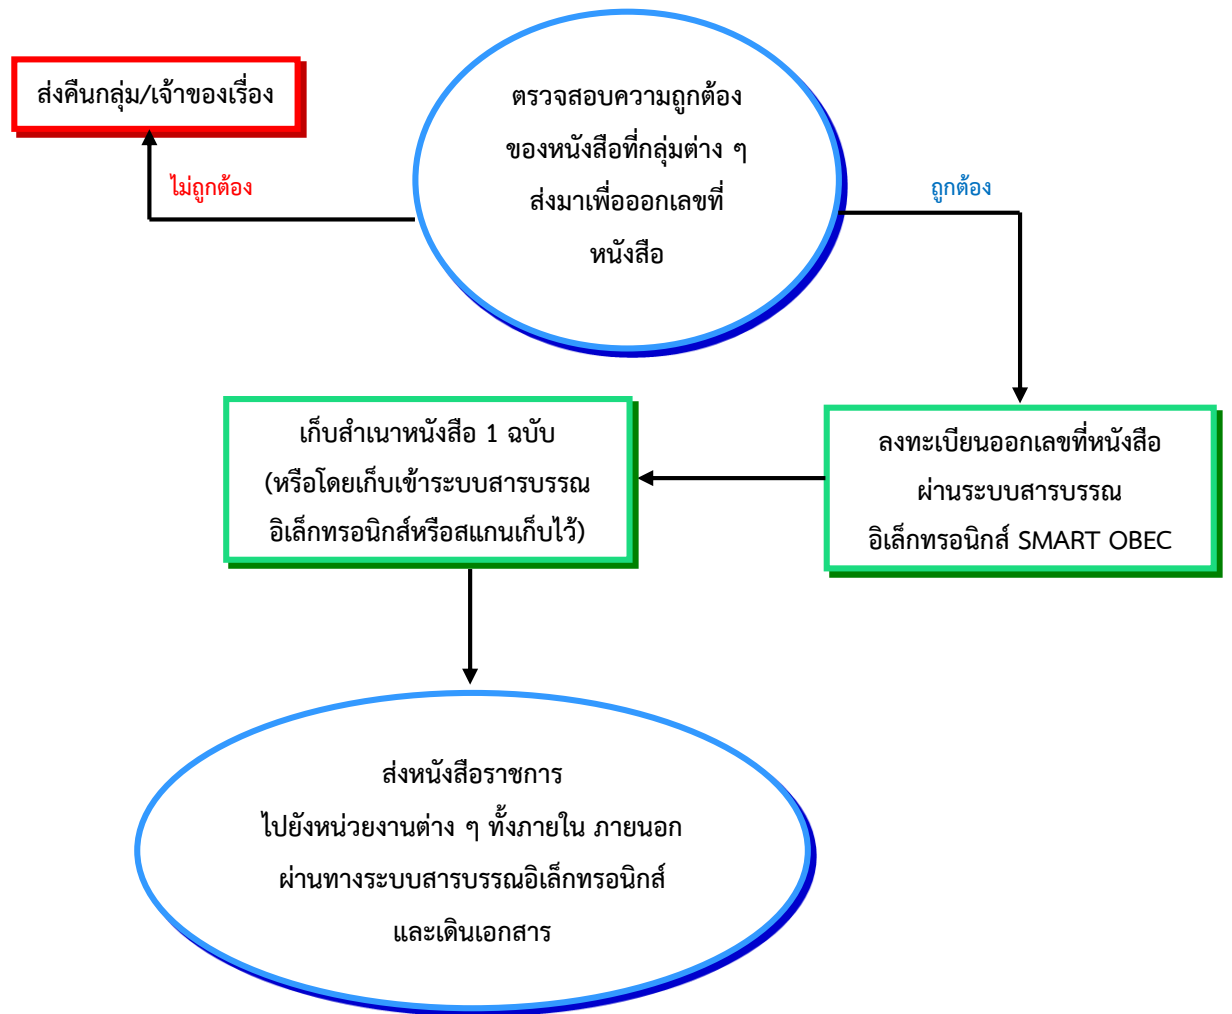 ส่งคืนกลุ่ม/เจ้าของเรื่อง
ตรวจสอบความถูกต้อง
ของหนังสือที่กลุ่มต่าง ๆ
ส่งมาเพื่อออกเลขที่
หนังสือ
ไม่ถูกต้อง
ถูกต้อง
เก็บสำเนาหนังสือ 1 ฉบับ
(หรือโดยเก็บเข้าระบบสารบรรณ
อิเล็กทรอนิกส์หรือสแกนเก็บไว้)
ลงทะเบียนออกเลขที่หนังสือ
ผ่านระบบสารบรรณ
อิเล็กทรอนิกส์ SMART OBEC
ส่งหนังสือราชการ
ไปยังหน่วยงานต่าง ๆ ทั้งภายใน ภายนอก
ผ่านทางระบบสารบรรณอิเล็กทรอนิกส์
และเดินเอกสาร